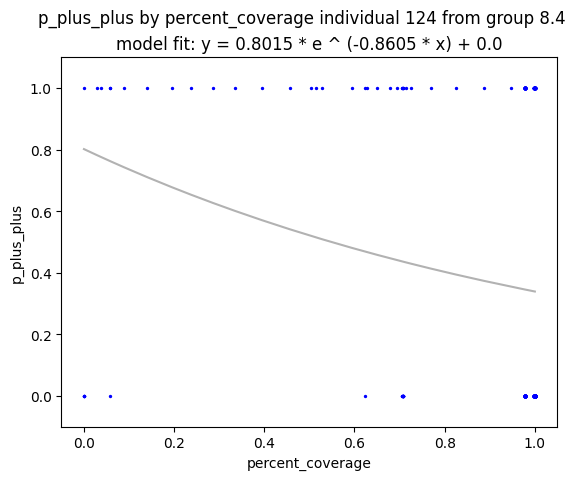 p_plus_plus by percent_coverage individual 124 from group 8.4
model fit: y = 0.8015 * e ^ (-0.8605 * x) + 0.0
1.0
0.8
0.6
0.4
0.2
0.0
p_plus_plus
0.0 0.2 0.4 0.6 0.8 1.0
percent_coverage